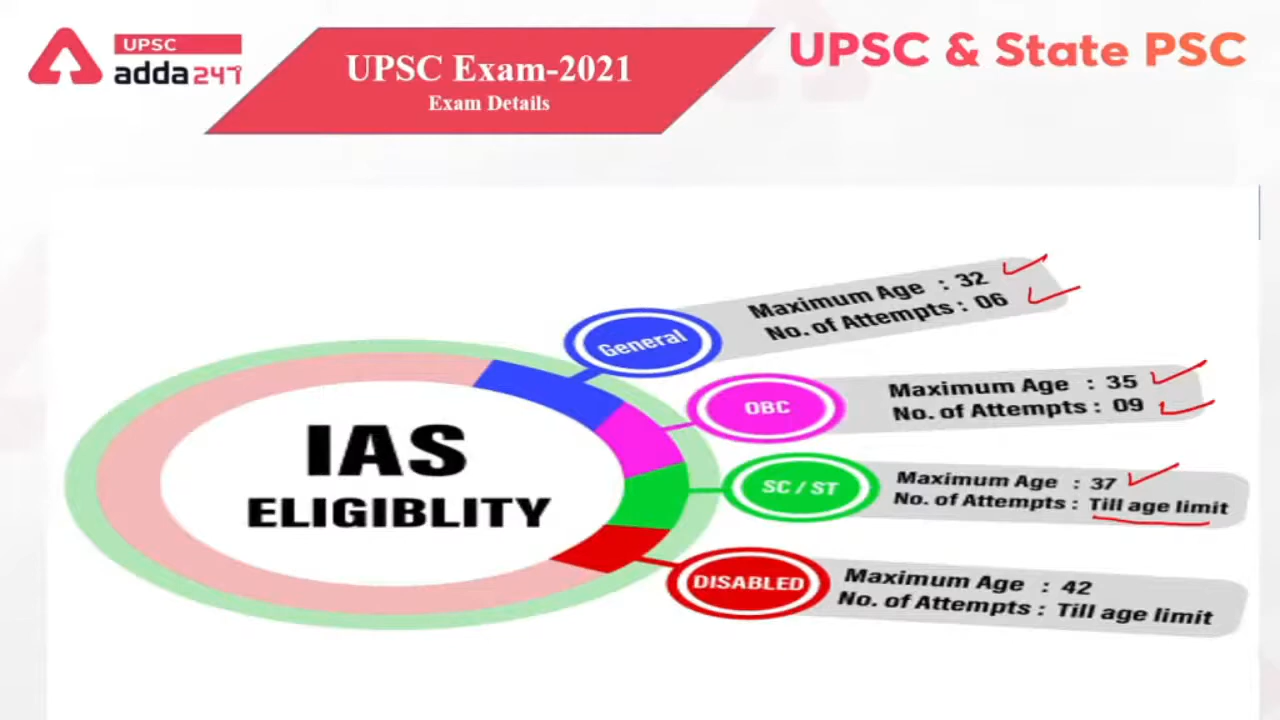 UPSC
adda247
UPSC Exam-2021
Exam Details
UPSC & State PSC
IAS
ELIGIBLITY
General
Maximum Age : 32
No. of Attempts : 06
OBC
Maximum Age : 35
No. of Attempts : 09
SC / ST
Maximum Age : 37
No. of Attempts : Till age limit
DISABLED
Maximum Age : 42
No. of Attempts : Till age limit